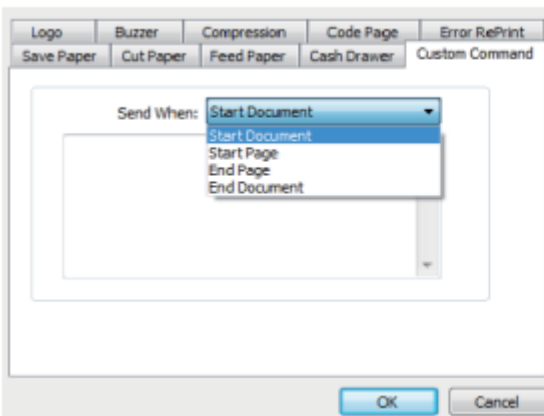 Logo Buzzer Compression Code Page Error RePrint
Save Paper Cut Paper Feed Paper Cash Drawer Custom Command
Send When: Start Document
Start Document
Start Page
End Page
End Document
OK Cancel